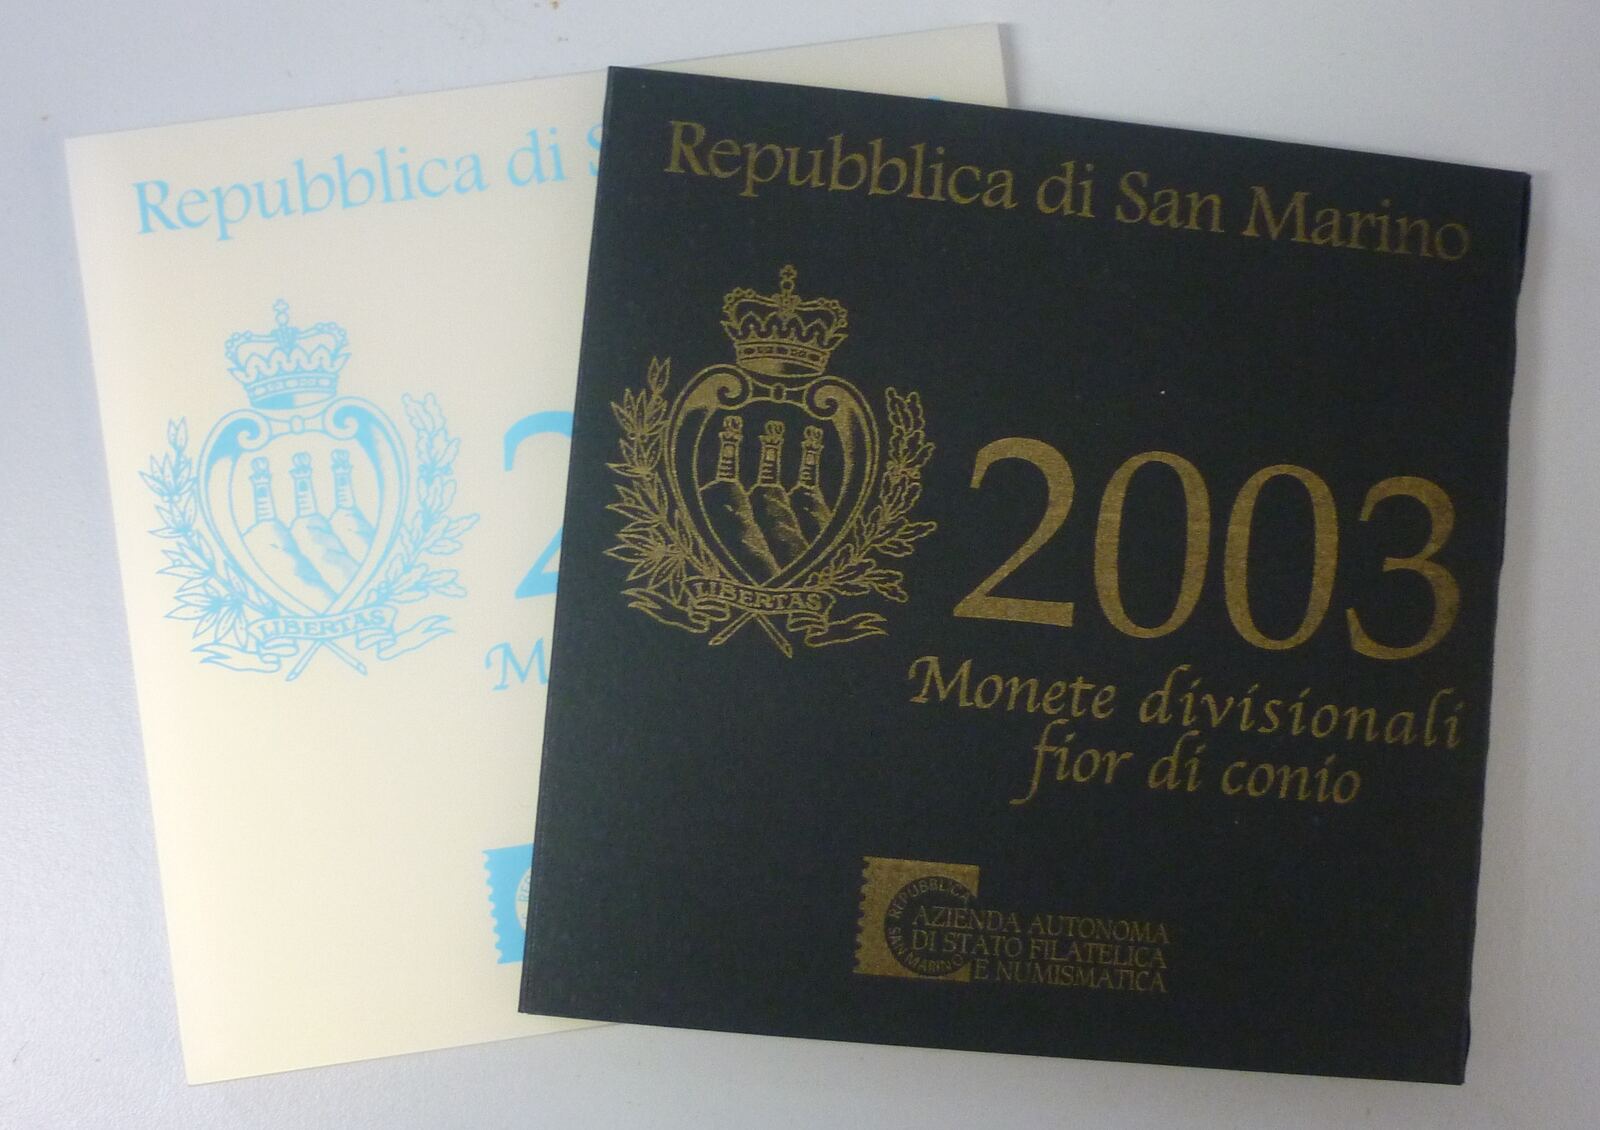 Repubblica di
LIBERTAS
Repubblica di San Marino
LIBERTAS
2003
Monete divisionali
fior di conio
REPUBBLICA
SAN MARINO
AZIENDA AUTONOMA
DI STATO FILATELICA
E NUMISMATICA